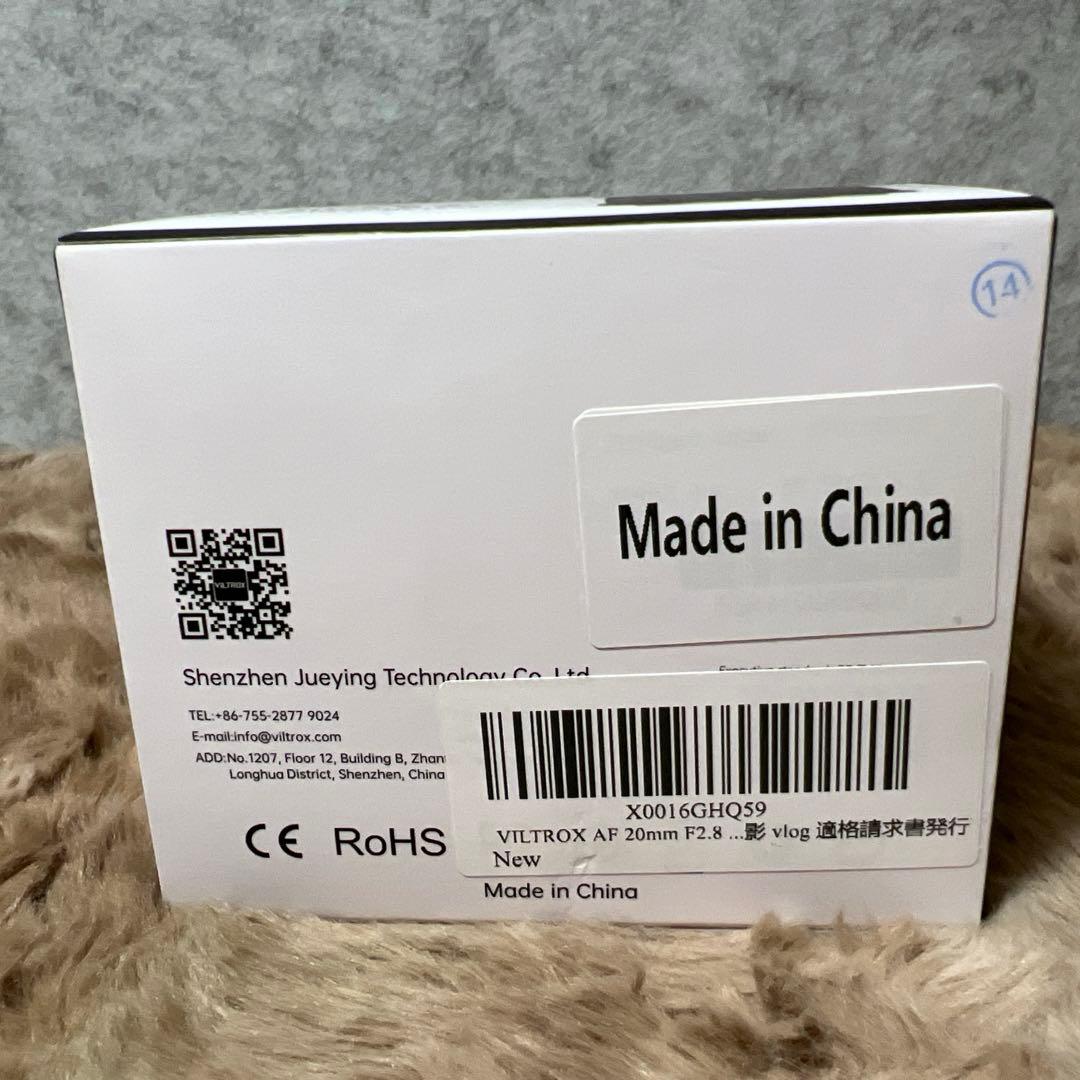 14
Made in China
VILTROX
Shenzhen Jueying Technology Co., Ltd
TEL:+86-755-2877 9024
E-mail:info@viltrox.com
ADD:No.1207, Floor 12, Building B,
Longhua District, Shenzhen, China
X0016GHQ59
VILTROX AF 20mm F2.8 ...影 vlog 適格請求書発行
New
CE RoHS
Made in China